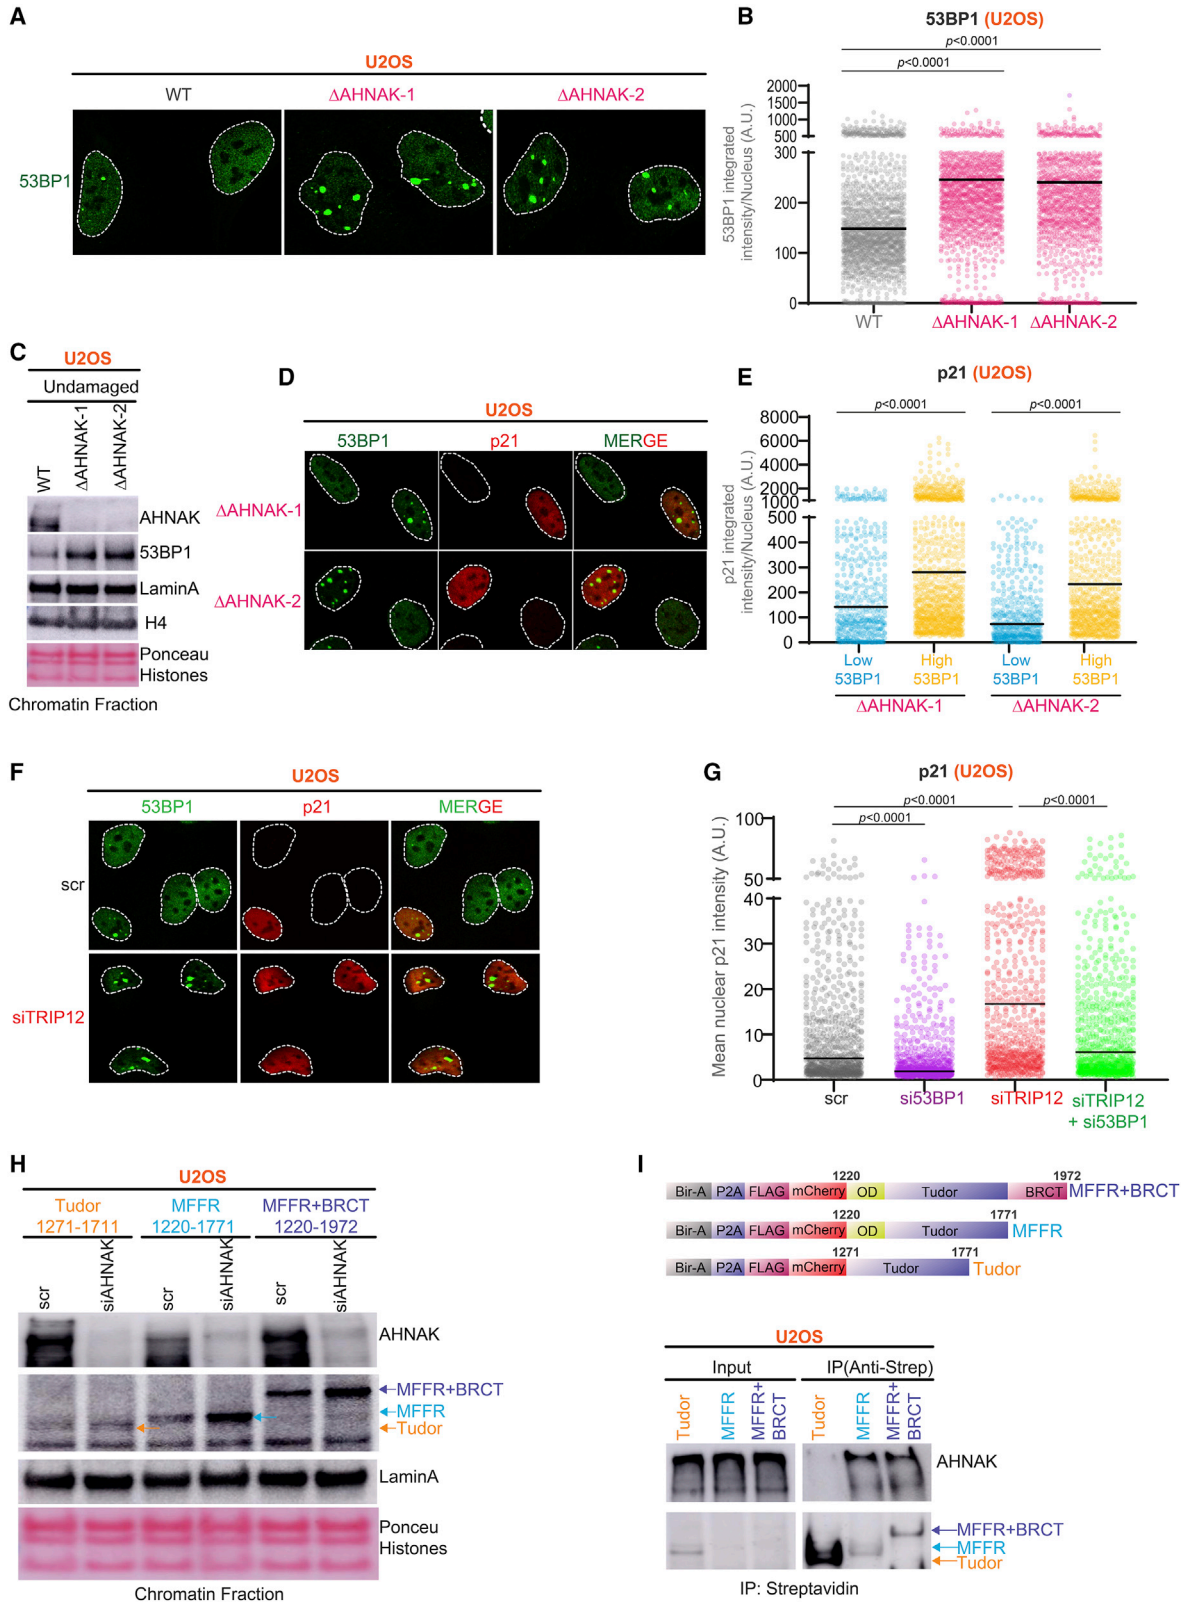 A
U2OS
WT
ΔAHNAK-1
ΔAHNAK-2
53BP1
B
53BP1 (U2OS)
p<0.0001
p<0.0001
53BP1 integrated
intensity/Nucleus (A.U.)
2000
1500
1000
500
300
200
100
0
WT
ΔAHNAK-1
ΔAHNAK-2
C
U2OS
Undamaged
WT
ΔAHNAK-1
ΔAHNAK-2
AHNAK
53BP1
LaminA
H4
Ponceau
Histones
Chromatin Fraction
D
U2OS
53BP1
p21
MERGE
ΔAHNAK-1
ΔAHNAK-2
E
p21 (U2OS)
p<0.0001
p<0.0001
p21 integrated
intensity/Nucleus (A.U.)
8000
6000
4000
2000
1000
500
400
300
200
100
0
Low
53BP1
High
53BP1
Low
53BP1
High
53BP1
ΔAHNAK-1
ΔAHNAK-2
F
U2OS
53BP1
p21
MERGE
scr
siTRIP12
G
p21 (U2OS)
p<0.0001
p<0.0001
p<0.0001
Mean nuclear p21 intensity (A.U.)
100
50
40
30
20
10
0
scr
si53BP1
siTRIP12
siTRIP12
+ si53BP1
H
U2OS
Tudor
1271-1711
MFFR
1220-1771
MFFR+BRCT
1220-1972
scr
siAHNAK
scr
siAHNAK
scr
siAHNAK
AHNAK
MFFR+BRCT
MFFR
Tudor
LaminA
Ponceu
Histones
Chromatin Fraction
I
1220
1972
Bir-A P2A FLAG mCherry OD Tudor BRCT MFFR+BRCT
1220
1771
Bir-A P2A FLAG mCherry OD Tudor MFFR
1271
1771
Bir-A P2A FLAG mCherry Tudor Tudor
U2OS
Input
IP(Anti-Strep)
Tudor
MFFR
MFFR+
BRCT
Tudor
MFFR
MFFR+
BRCT
AHNAK
MFFR+BRCT
MFFR
Tudor
IP: Streptavidin